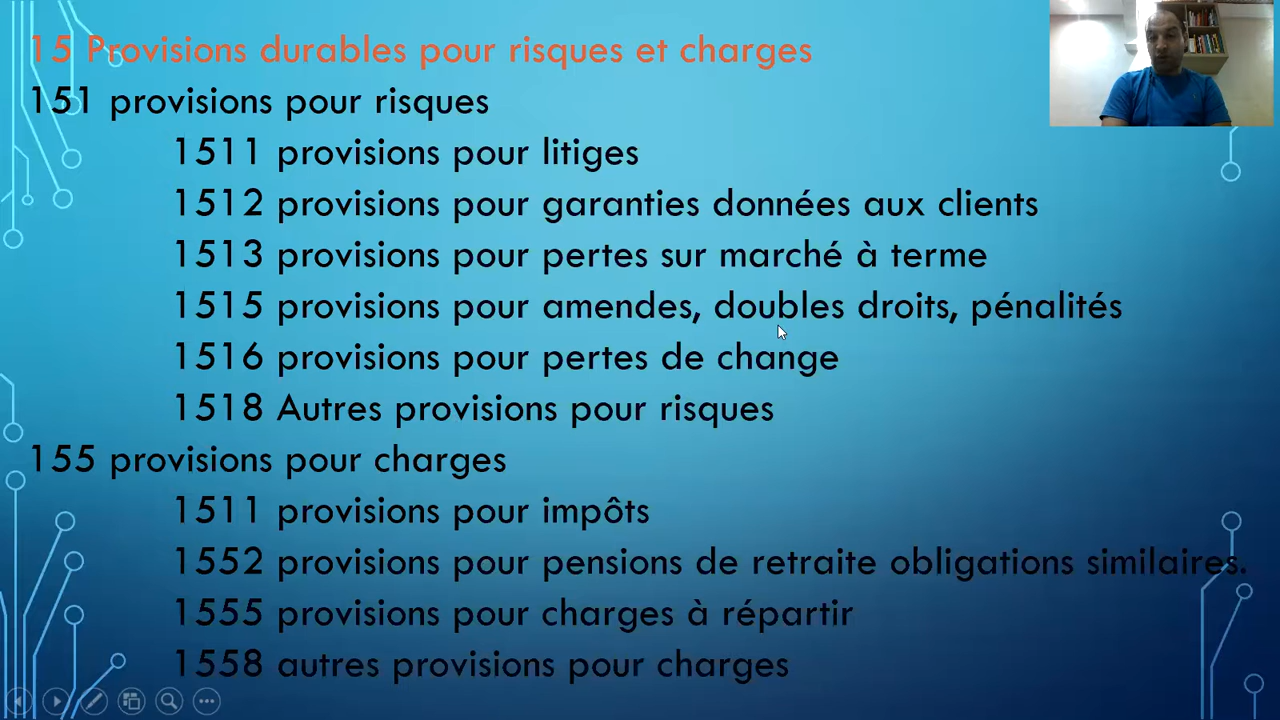 15 Provisions durables pour risques et charges
151 provisions pour risques
1511 provisions pour litiges
1512 provisions pour garanties données aux clients
1513 provisions pour pertes sur marché à terme
1515 provisions pour amendes, doubles droits, pénalités
1516 provisions pour pertes de change
1518 Autres provisions pour risques
155 provisions pour charges
1511 provisions pour impôts
1552 provisions pour pensions de retraite obligations similaires.
1555 provisions pour charges à répartir
1558 autres provisions pour charges